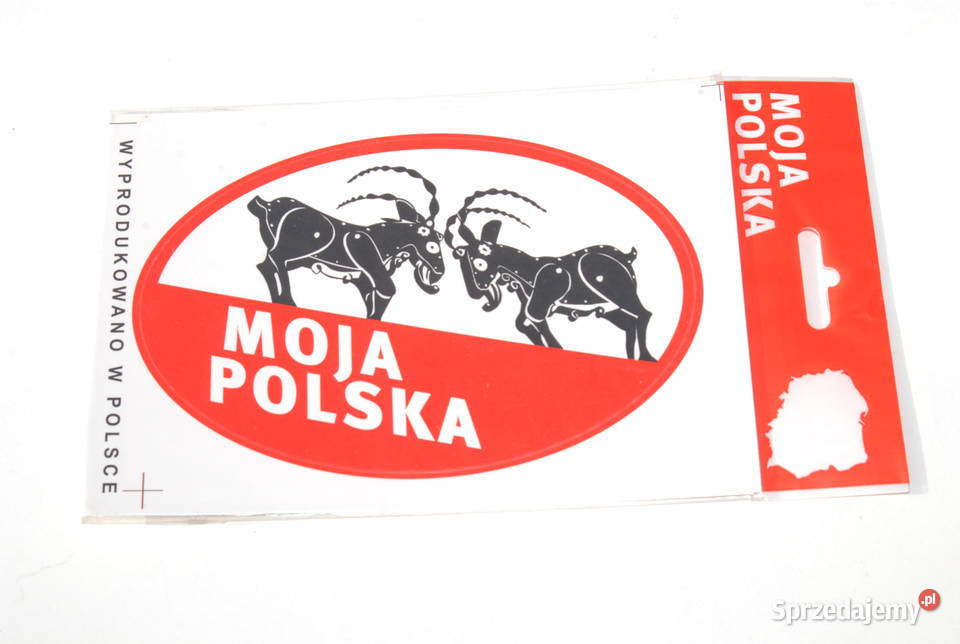 WYPRODUKOWANO W POLSCE
MOJA
POLSKA
MOJA
POLSKA
Sprzedajemy.pl